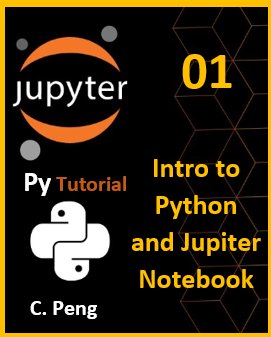 jupyter
01
Py Tutorial
Intro to
Python
and Jupiter
Notebook
C. Peng